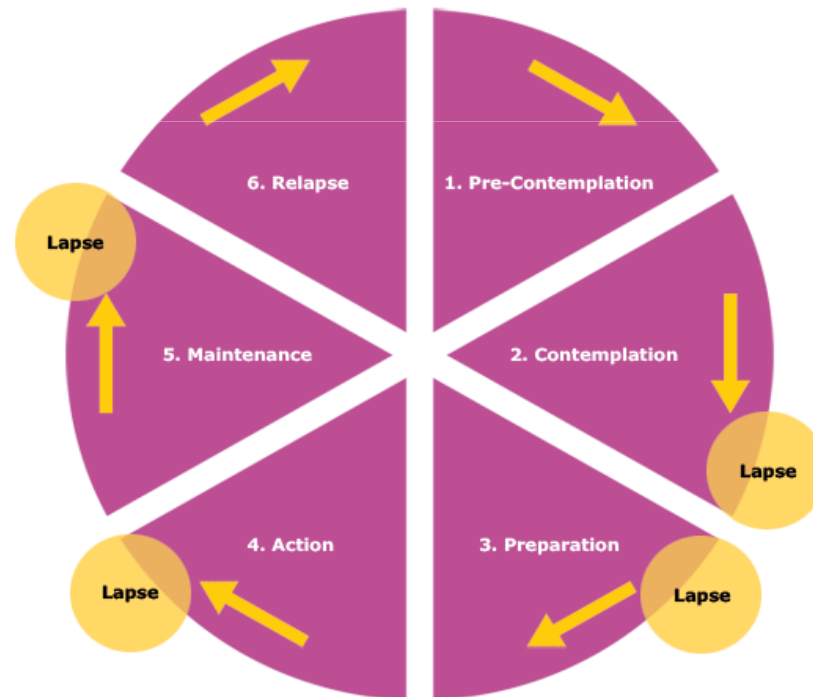 6. Relapse
1. Pre-Contemplation
Lapse
5. Maintenance
2. Contemplation
Lapse
4. Action
3. Preparation
Lapse
Lapse